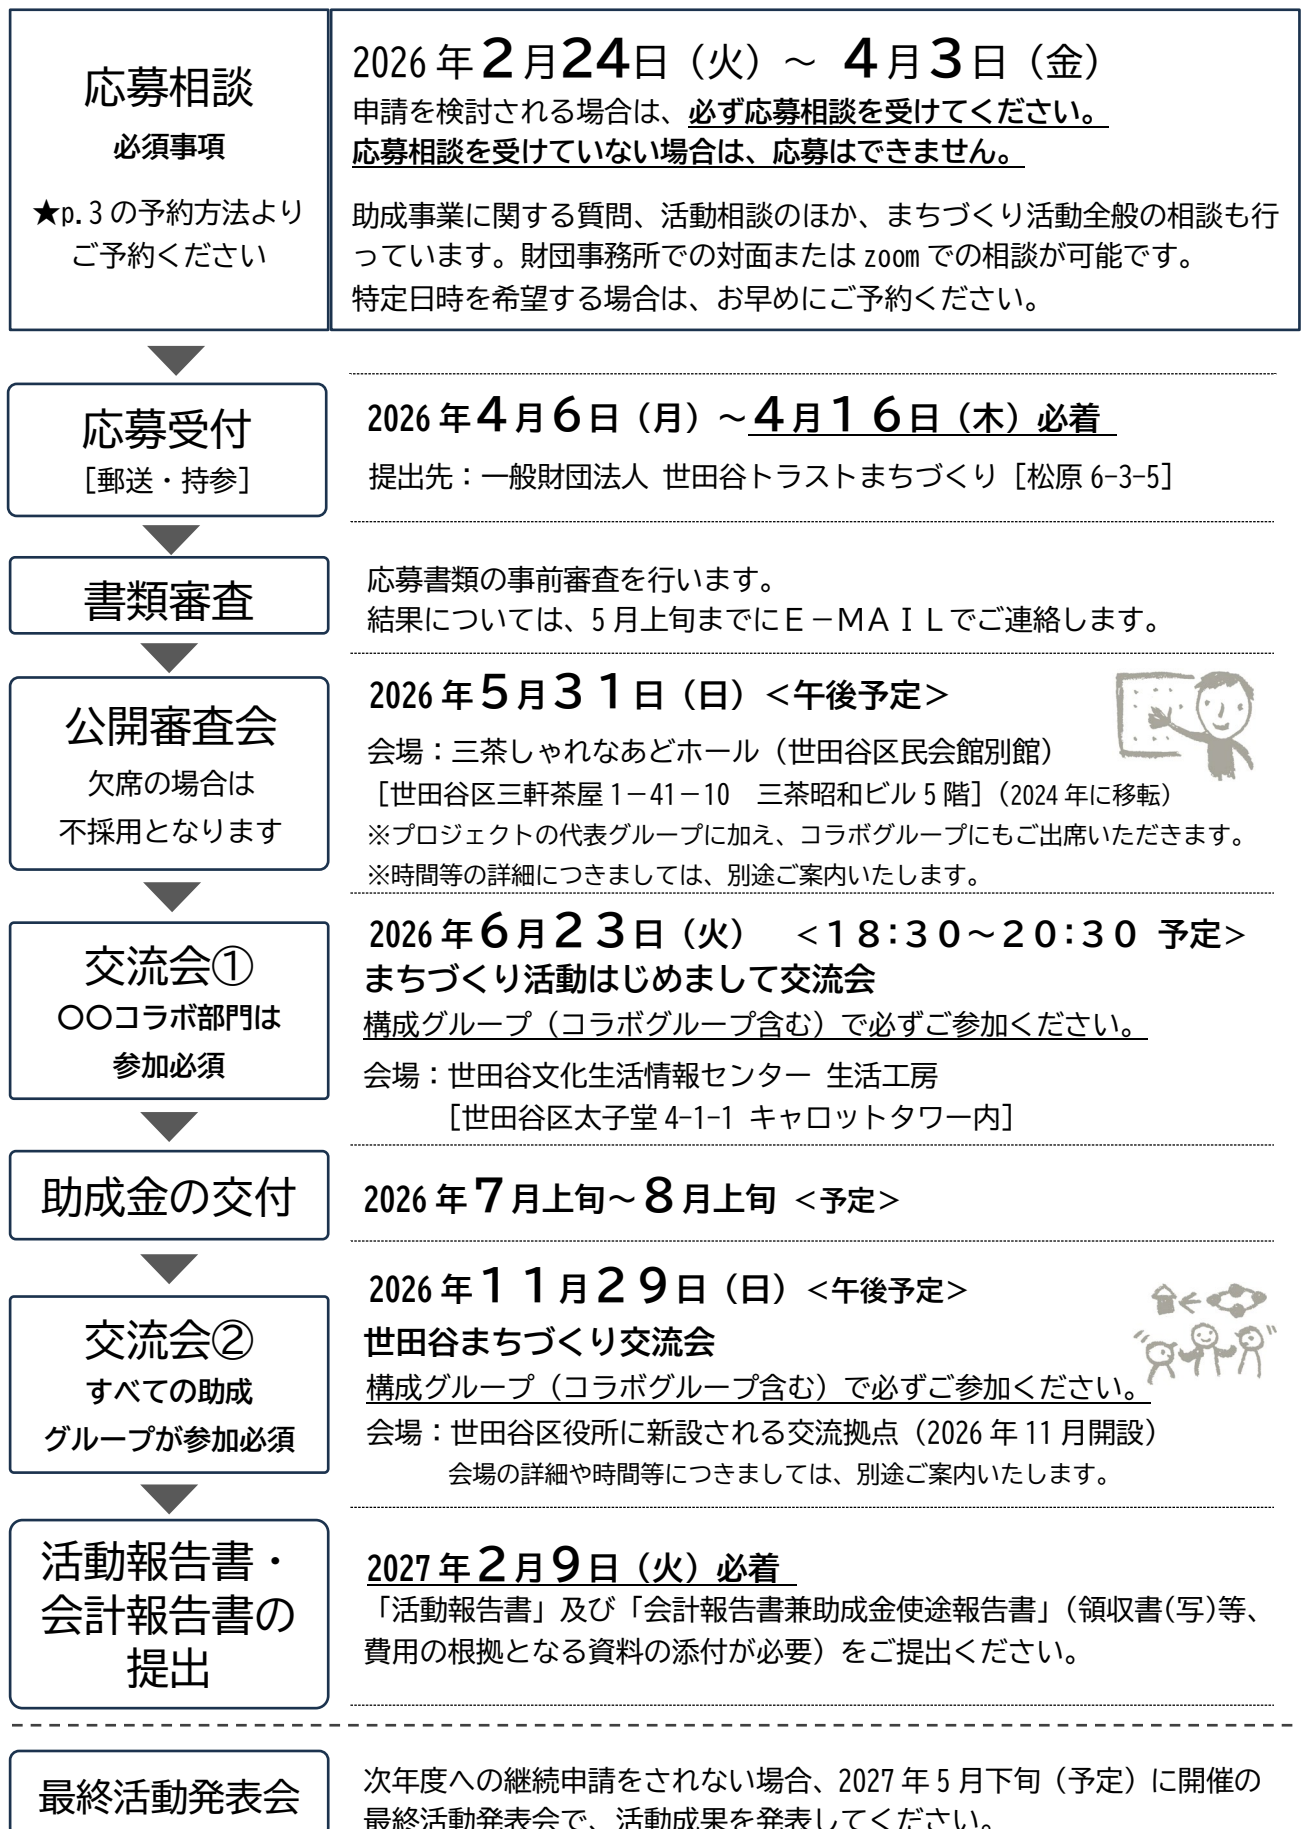 応募相談
必須事項
★p.3の予約方法より
ご予約ください
2026年2月24日（火）～ 4月3日（金）
申請を検討される場合は、必ず応募相談を受けてください。
応募相談を受けていない場合は、応募はできません。
助成事業に関する質問、活動相談のほか、まちづくり活動全般の相談も行
っています。財団事務所での対面または zoom での相談が可能です。
特定日時を希望する場合は、お早めにご予約ください。
応募受付
［郵送・持参］
2026年4月6日（月）～4月１６日（木）必着
提出先：一般財団法人 世田谷トラストまちづくり［松原 6-3-5］
書類審査
応募書類の事前審査を行います。
結果については、5月上旬までにＥ－ＭＡＩＬでご連絡します。
公開審査会
欠席の場合は
不採用となります
2026年5月３１日（日）＜午後予定＞
会場：三茶しゃれなあどホール（世田谷区民会館別館）
［世田谷区三軒茶屋１－41－10　三茶昭和ビル５階］（2024年に移転）
※プロジェクトの代表グループに加え、コラボグループにもご出席いただきます。
※時間等の詳細につきましては、別途ご案内いたします。
交流会①
〇〇コラボ部門は
参加必須
2026年6月２３日（火）　＜１８:３０～２０:３０ 予定＞
まちづくり活動はじめまして交流会
構成グループ（コラボグループ含む）で必ずご参加ください。
会場：世田谷文化生活情報センター 生活工房
［世田谷区太子堂 4-1-1 キャロットタワー内］
助成金の交付
2026年７月上旬～８月上旬 ＜予定＞
交流会②
すべての助成
グループが参加必須
2026年１１月２９日（日）＜午後予定＞
世田谷まちづくり交流会
構成グループ（コラボグループ含む）で必ずご参加ください。
会場：世田谷区役所に新設される交流拠点（2026年11月開設）
会場の詳細や時間等につきましては、別途ご案内いたします。
活動報告書・
会計報告書の
提出
2027年２月９日（火）必着
「活動報告書」及び「会計報告書兼助成金使途報告書」（領収書(写)等、
費用の根拠となる資料の添付が必要）をご提出ください。
最終活動発表会
次年度への継続申請をされない場合、2027年5月下旬（予定）に開催の
最終活動発表会で、活動成果を発表してください。